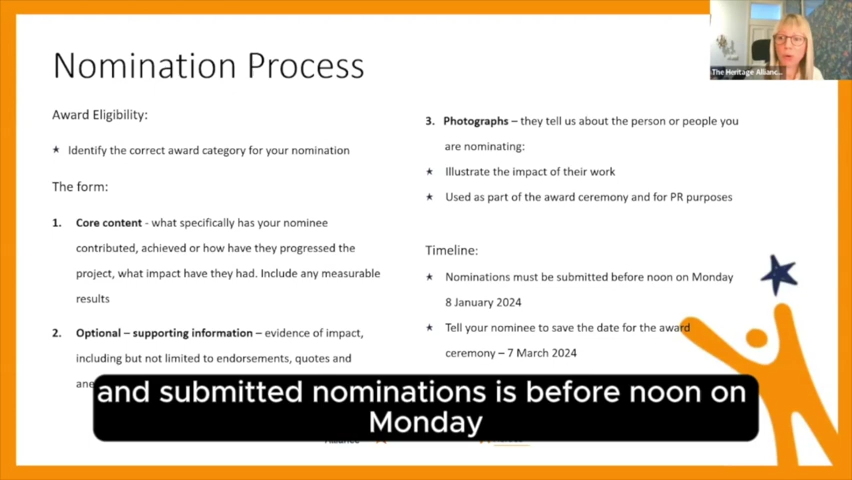 Nomination Process
The Heritage Allianc...
Award Eligibility:
★ Identify the correct award category for your nomination
The form:
1. Core content - what specifically has your nominee
contributed, achieved or how have they progressed the
project, what impact have they had. Include any measurable
results
2. Optional – supporting information – evidence of impact,
including but not limited to endorsements, quotes and
3. Photographs – they tell us about the person or people you
are nominating:
★ Illustrate the impact of their work
★ Used as part of the award ceremony and for PR purposes
Timeline:
★ Nominations must be submitted before noon on Monday
8 January 2024
★ Tell your nominee to save the date for the award
ceremony – 7 March 2024
and submitted nominations is before noon on
Monday